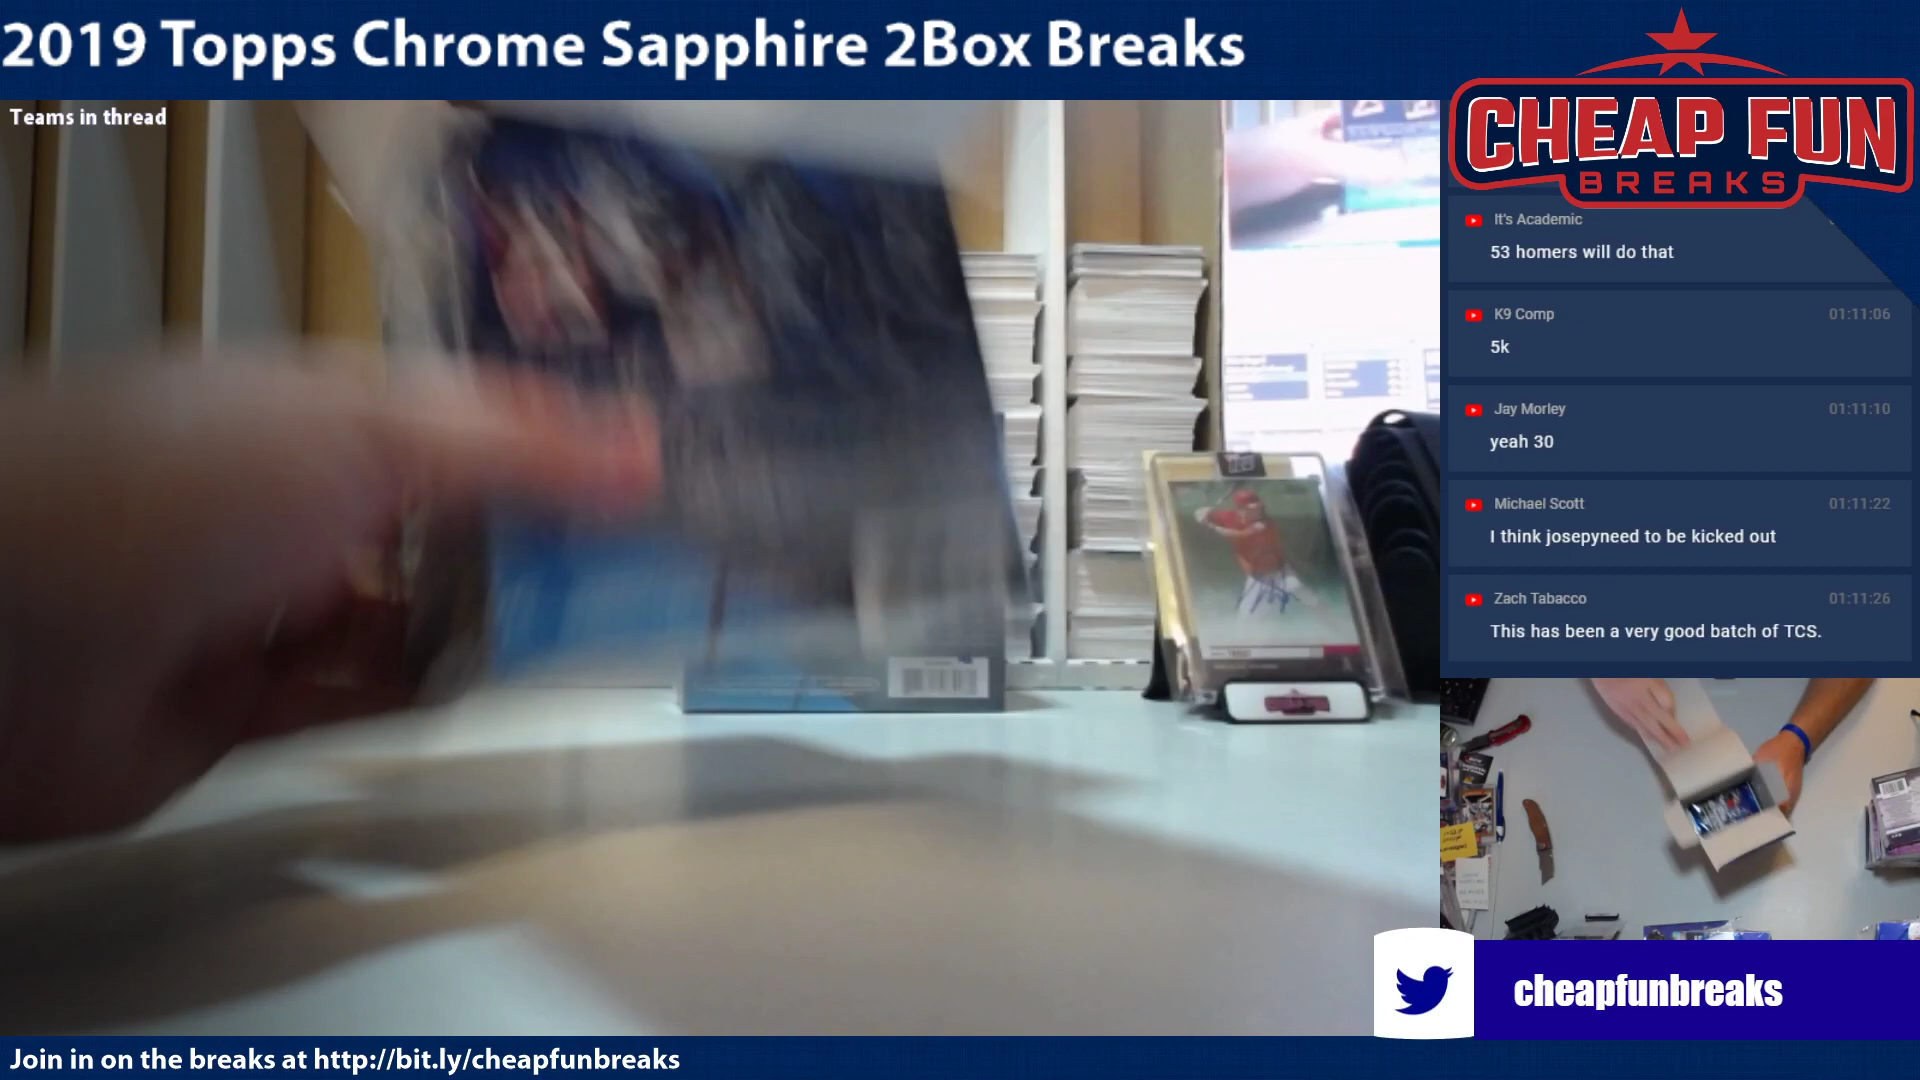 2019 Topps Chrome Sapphire 2Box Breaks
Teams in thread
CHEAP FUN
BREAKS
It's Academic
53 homers will do that
K9 Comp 01:11:06
5k
Jay Morley 01:11:10
yeah 30
Michael Scott 01:11:22
I think josepyneed to be kicked out
Zach Tabacco 01:11:26
This has been a very good batch of TCS.
cheapfunbreaks
Join in on the breaks at http://bit.ly/cheapfunbreaks